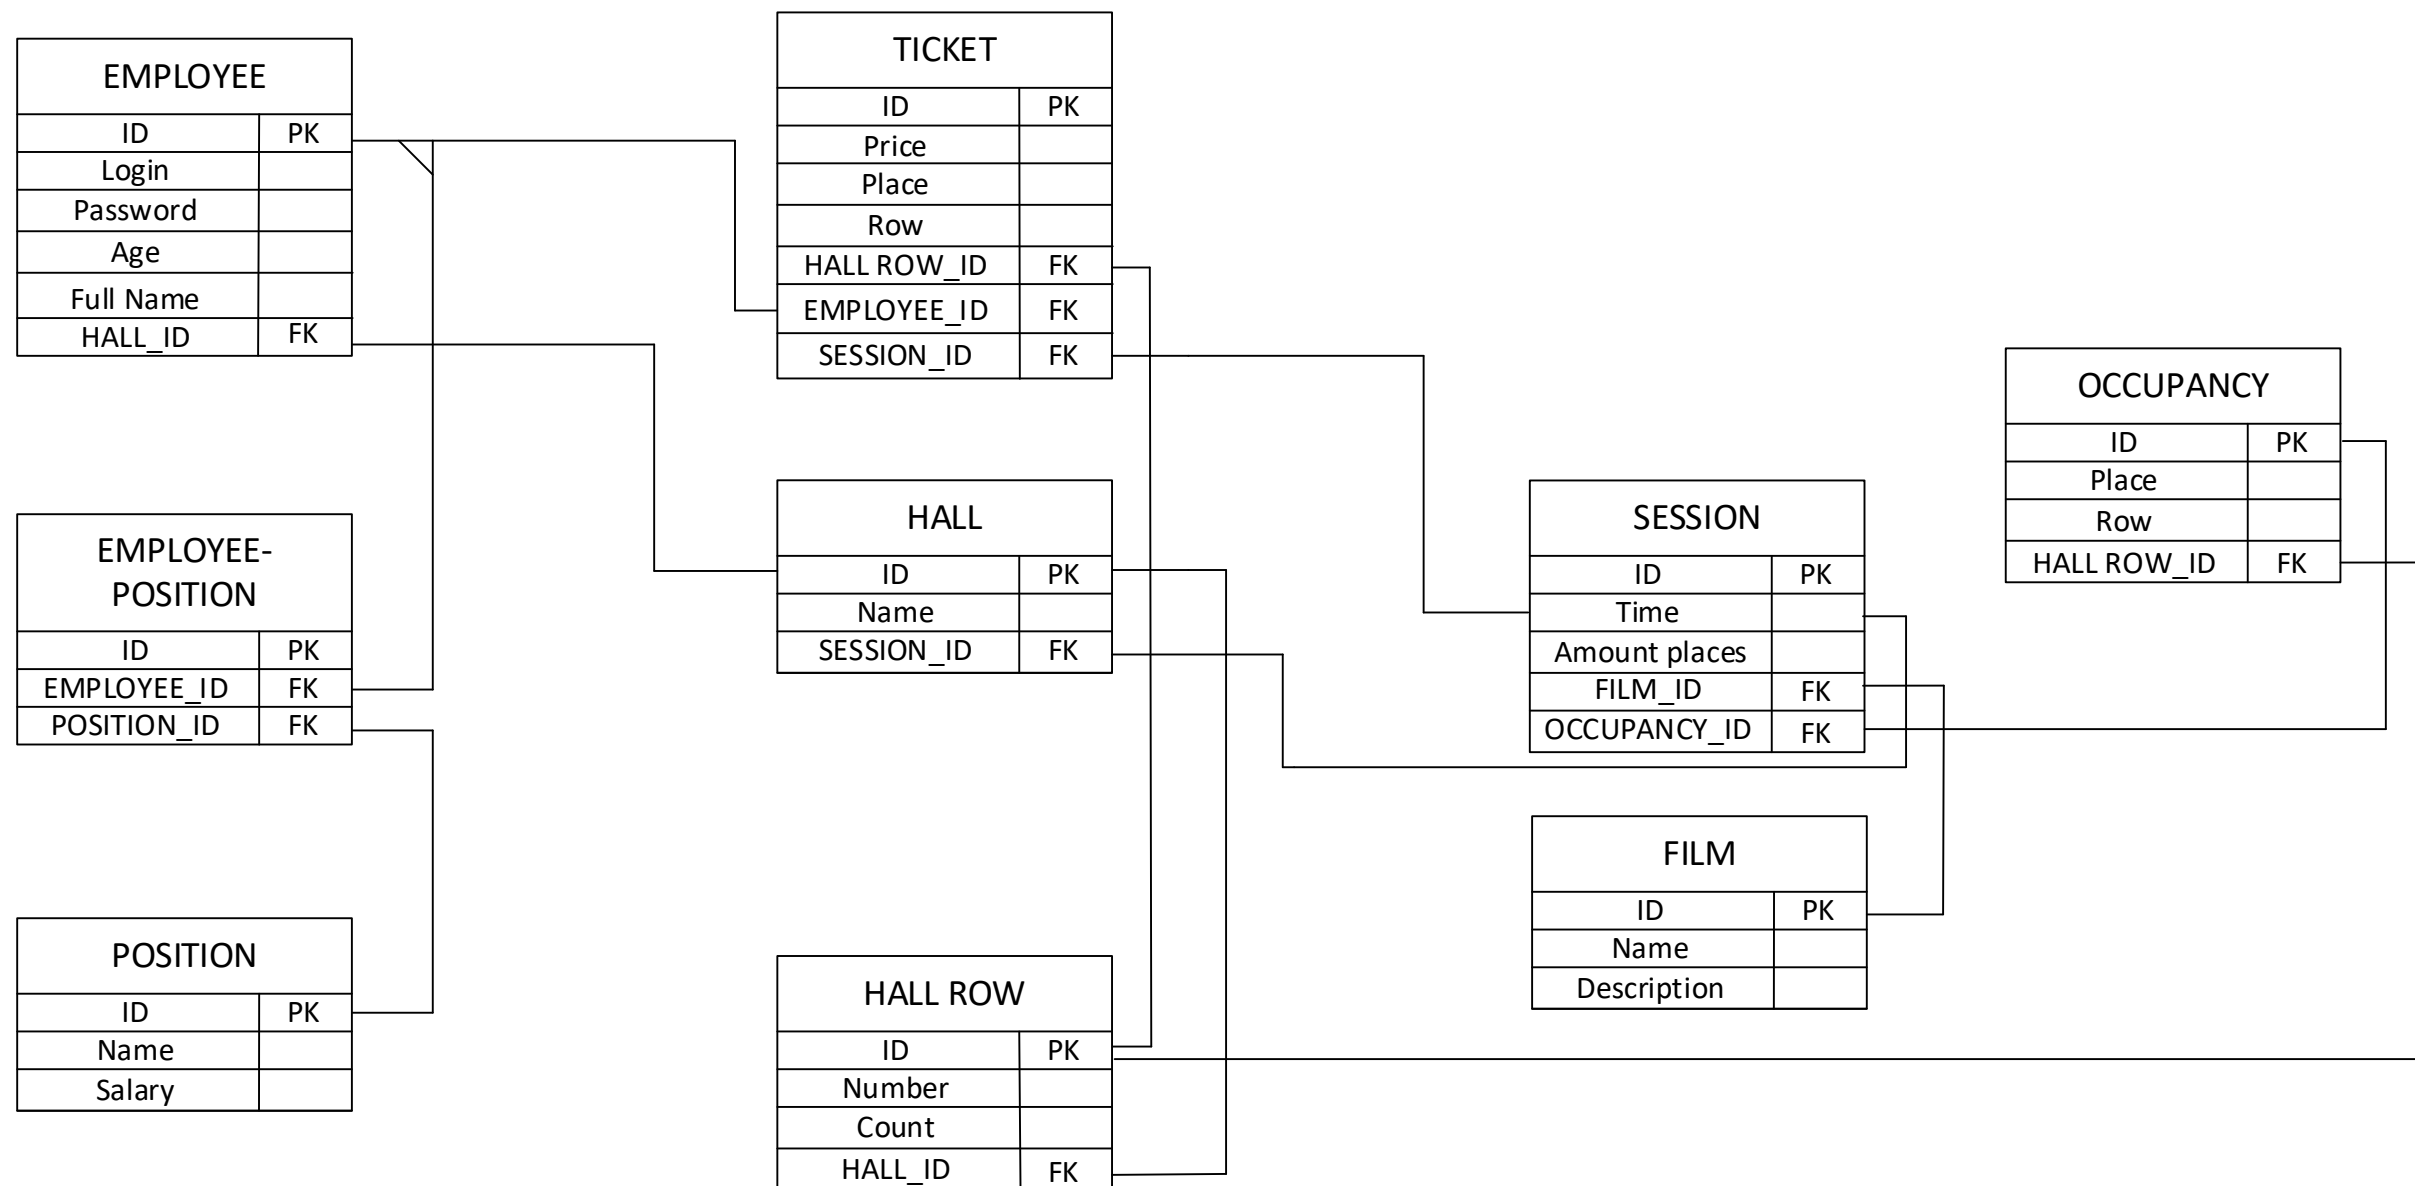 EMPLOYEE
ID PK
Login
Password
Age
Full Name
HALL_ID FK
EMPLOYEE-
POSITION
ID PK
EMPLOYEE_ID FK
POSITION_ID FK
POSITION
ID PK
Name
Salary
TICKET
ID PK
Price
Place
Row
HALL ROW_ID FK
EMPLOYEE_ID FK
SESSION_ID FK
HALL
ID PK
Name
SESSION_ID FK
HALL ROW
ID PK
Number
Count
HALL_ID FK
SESSION
ID PK
Time
Amount places
FILM_ID FK
OCCUPANCY_ID FK
FILM
ID PK
Name
Description
OCCUPANCY
ID PK
Place
Row
HALL ROW_ID FK